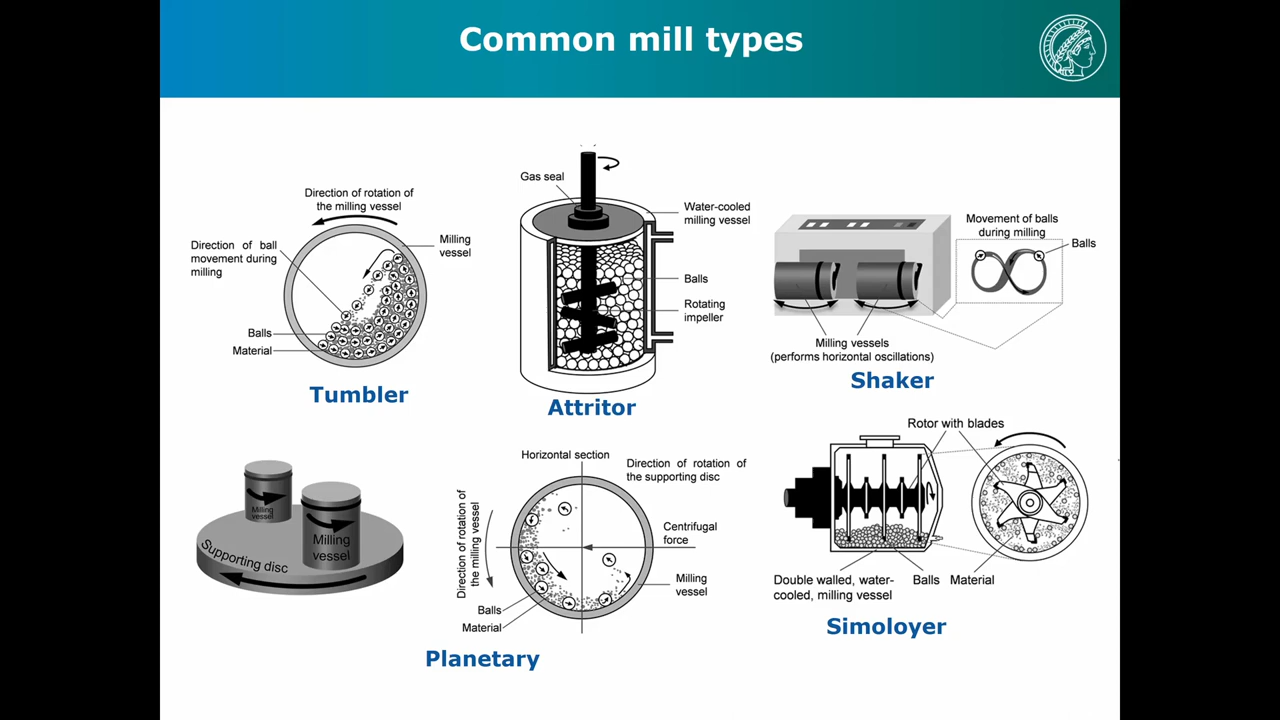 Common mill types
Direction of rotation of
the milling vessel
Direction of ball
movement during
milling
Milling
vessel
Balls
Material
Tumbler
Gas seal
Water-cooled
milling vessel
Balls
Rotating
impeller
Attritor
Movement of balls
during milling
Balls
Milling vessels
(performs horizontal oscillations)
Shaker
Milling
vessel
Milling
vessel
Supporting disc
Horizontal section
Direction of rotation of
the supporting disc
Direction of rotation of
the milling vessel
Centrifugal
force
Milling
vessel
Balls
Material
Planetary
Rotor with blades
Double walled, water-
cooled, milling vessel
Balls
Material
Simoloyer